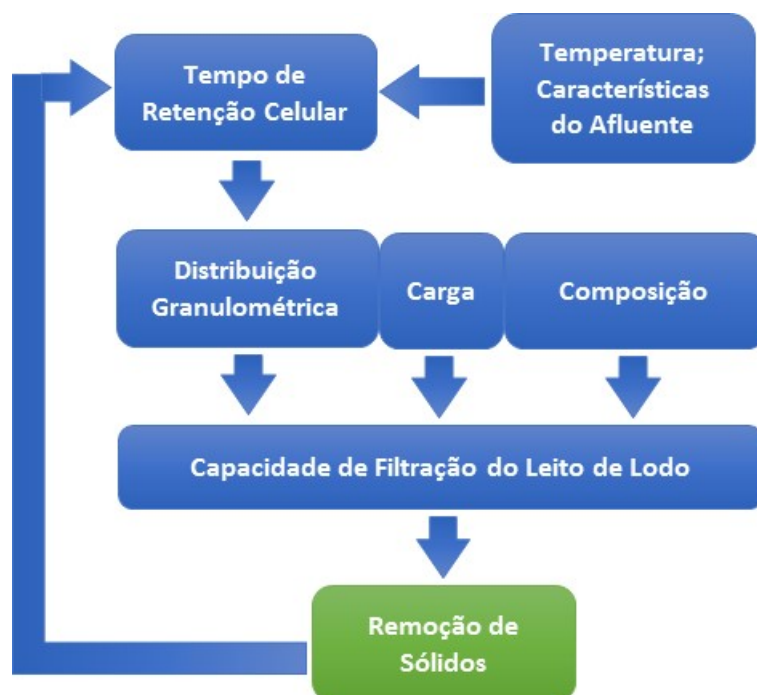 Tempo de
Retenção Celular
Temperatura;
Características
do Afluente
Distribuição
Granulométrica
Carga
Composição
Capacidade de Filtração do Leito de Lodo
Remoção de
Sólidos